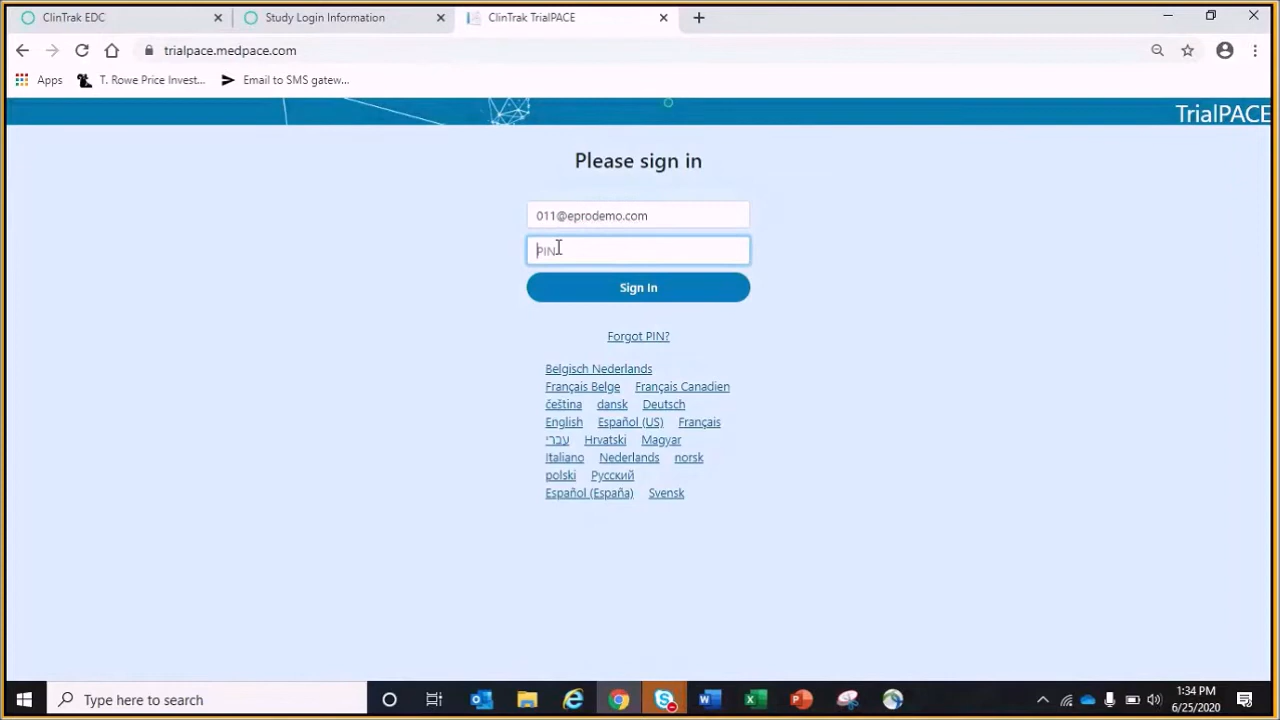 ClinTrak EDC
Study Login Information
ClinTrak TrialPACE
trialpace.medpace.com
Apps
T. Rowe Price Invest...
Email to SMS gatew...
TrialPACE
Please sign in
011@eprodemo.com
PIN
Sign In
Forgot PIN?
Belgisch Nederlands
Français Belge Français Canadien
čeština dansk Deutsch
English Español (US) Français
עברי Hrvatski Magyar
Italiano Nederlands norsk
polski Русский
Español (España) Svensk
Type here to search
1:34 PM
6/25/2020